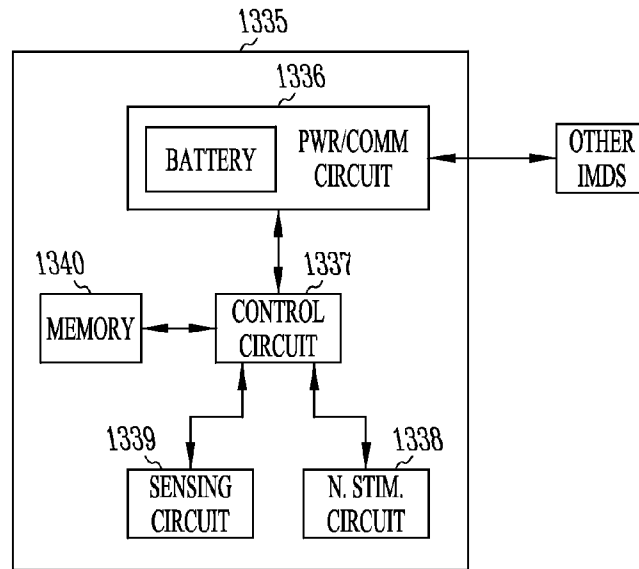 1335
1336
BATTERY
PWR/COMM
CIRCUIT
OTHER
IMDS
1340
MEMORY
1337
CONTROL
CIRCUIT
1339
SENSING
CIRCUIT
1338
N. STIM.
CIRCUIT